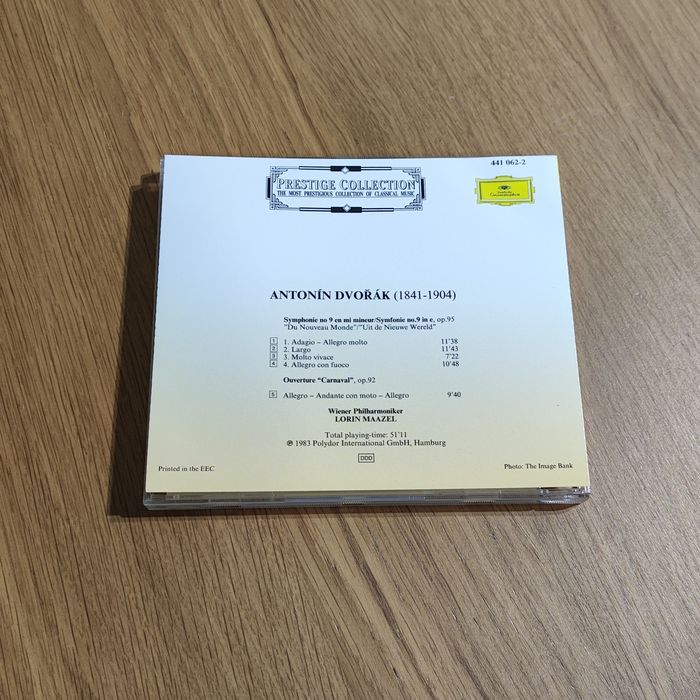 441 062-2
PRESTIGE COLLECTION
THE MOST PRESTIGIOUS COLLECTION OF CLASSICAL MUSIC
Deutsche
Grammophon
ANTONÍN DVOŘÁK (1841-1904)
Symphonie no 9 en mi mineur/Symfonie no.9 in e, op.95
"Du Nouveau Monde"/"Uit de Nieuwe Wereld"
1 1. Adagio – Allegro molto 11'38
2 2. Largo 11'43
3 3. Molto vivace 7'22
4 4. Allegro con fuoco 10'48
Ouverture "Carnaval", op.92
5 Allegro – Andante con moto – Allegro 9'40
Wiener Philharmoniker
LORIN MAAZEL
Total playing-time: 51'11
℗ 1983 Polydor International GmbH, Hamburg
DDD
Printed in the EEC
Photo: The Image Bank